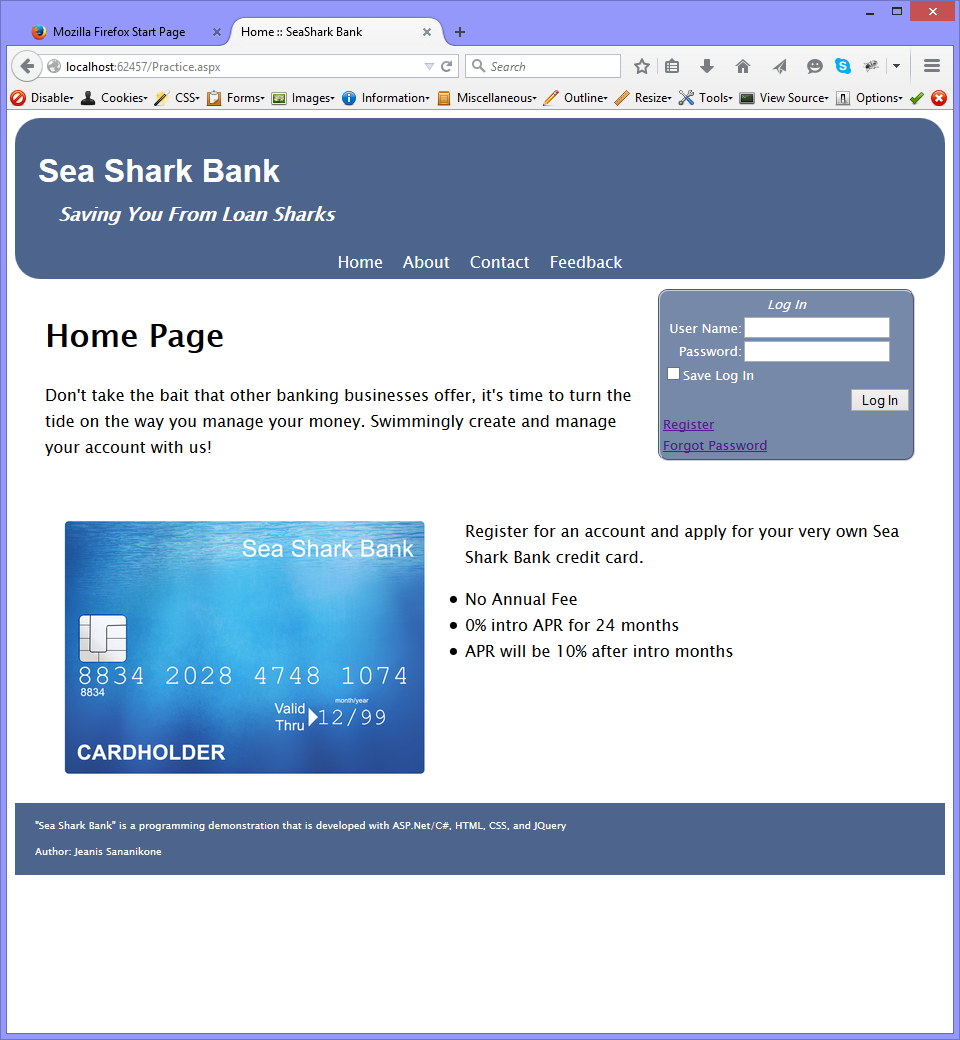 Mozilla Firefox Start Page
Home :: SeaShark Bank
localhost:62457/Practice.aspx
Search
Disable
Cookies
CSS
Forms
Images
Information
Miscellaneous
Outline
Resize
Tools
View Source
Options
Sea Shark Bank
Saving You From Loan Sharks
Home About Contact Feedback
Log In
User Name:
Password:
Save Log In
Log In
Register
Forgot Password
Home Page
Don't take the bait that other banking businesses offer, it's time to turn the
tide on the way you manage your money. Swimmingly create and manage
your account with us!
Sea Shark Bank
8834 2028 4748 1074
8834
month/year
Valid
Thru
12/99
CARDHOLDER
Register for an account and apply for your very own Sea
Shark Bank credit card.
No Annual Fee
0% intro APR for 24 months
APR will be 10% after intro months
"Sea Shark Bank" is a programming demonstration that is developed with ASP.Net/C#, HTML, CSS, and JQuery
Author: Jeanis Sananikone